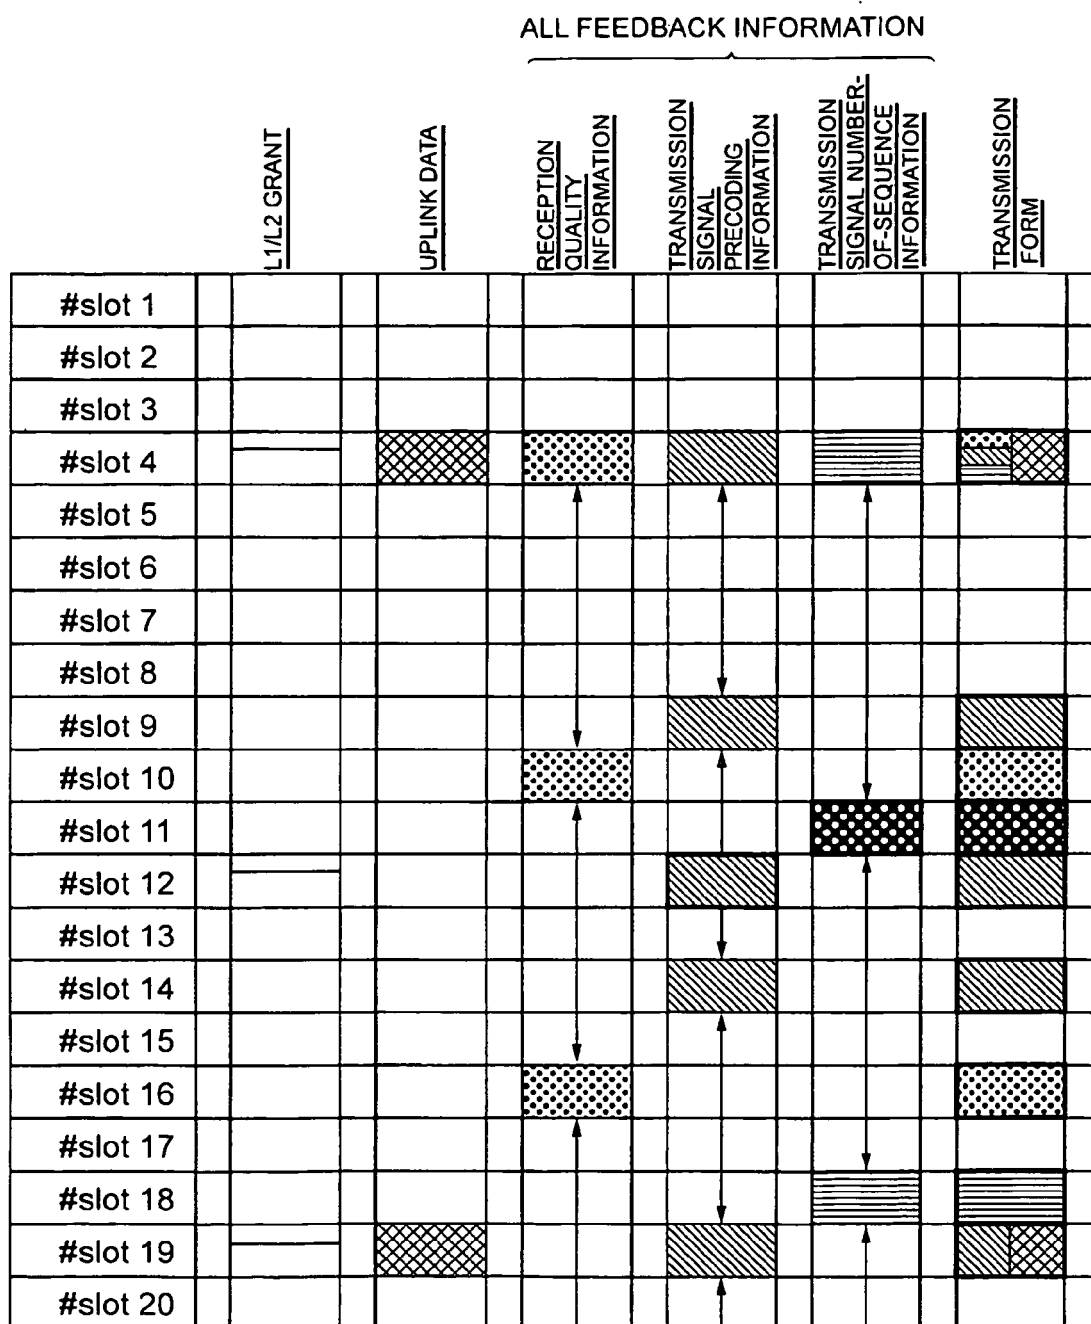 ALL FEEDBACK INFORMATION
L1/L2 GRANT
UPLINK DATA
RECEPTION
QUALITY
INFORMATION
TRANSMISSION
SIGNAL
PRECODING
INFORMATION
TRANSMISSION
SIGNAL NUMBER-
OF-SEQUENCE
INFORMATION
TRANSMISSION
FORM
#slot 1
#slot 2
#slot 3
#slot 4
#slot 5
#slot 6
#slot 7
#slot 8
#slot 9
#slot 10
#slot 11
#slot 12
#slot 13
#slot 14
#slot 15
#slot 16
#slot 17
#slot 18
#slot 19
#slot 20